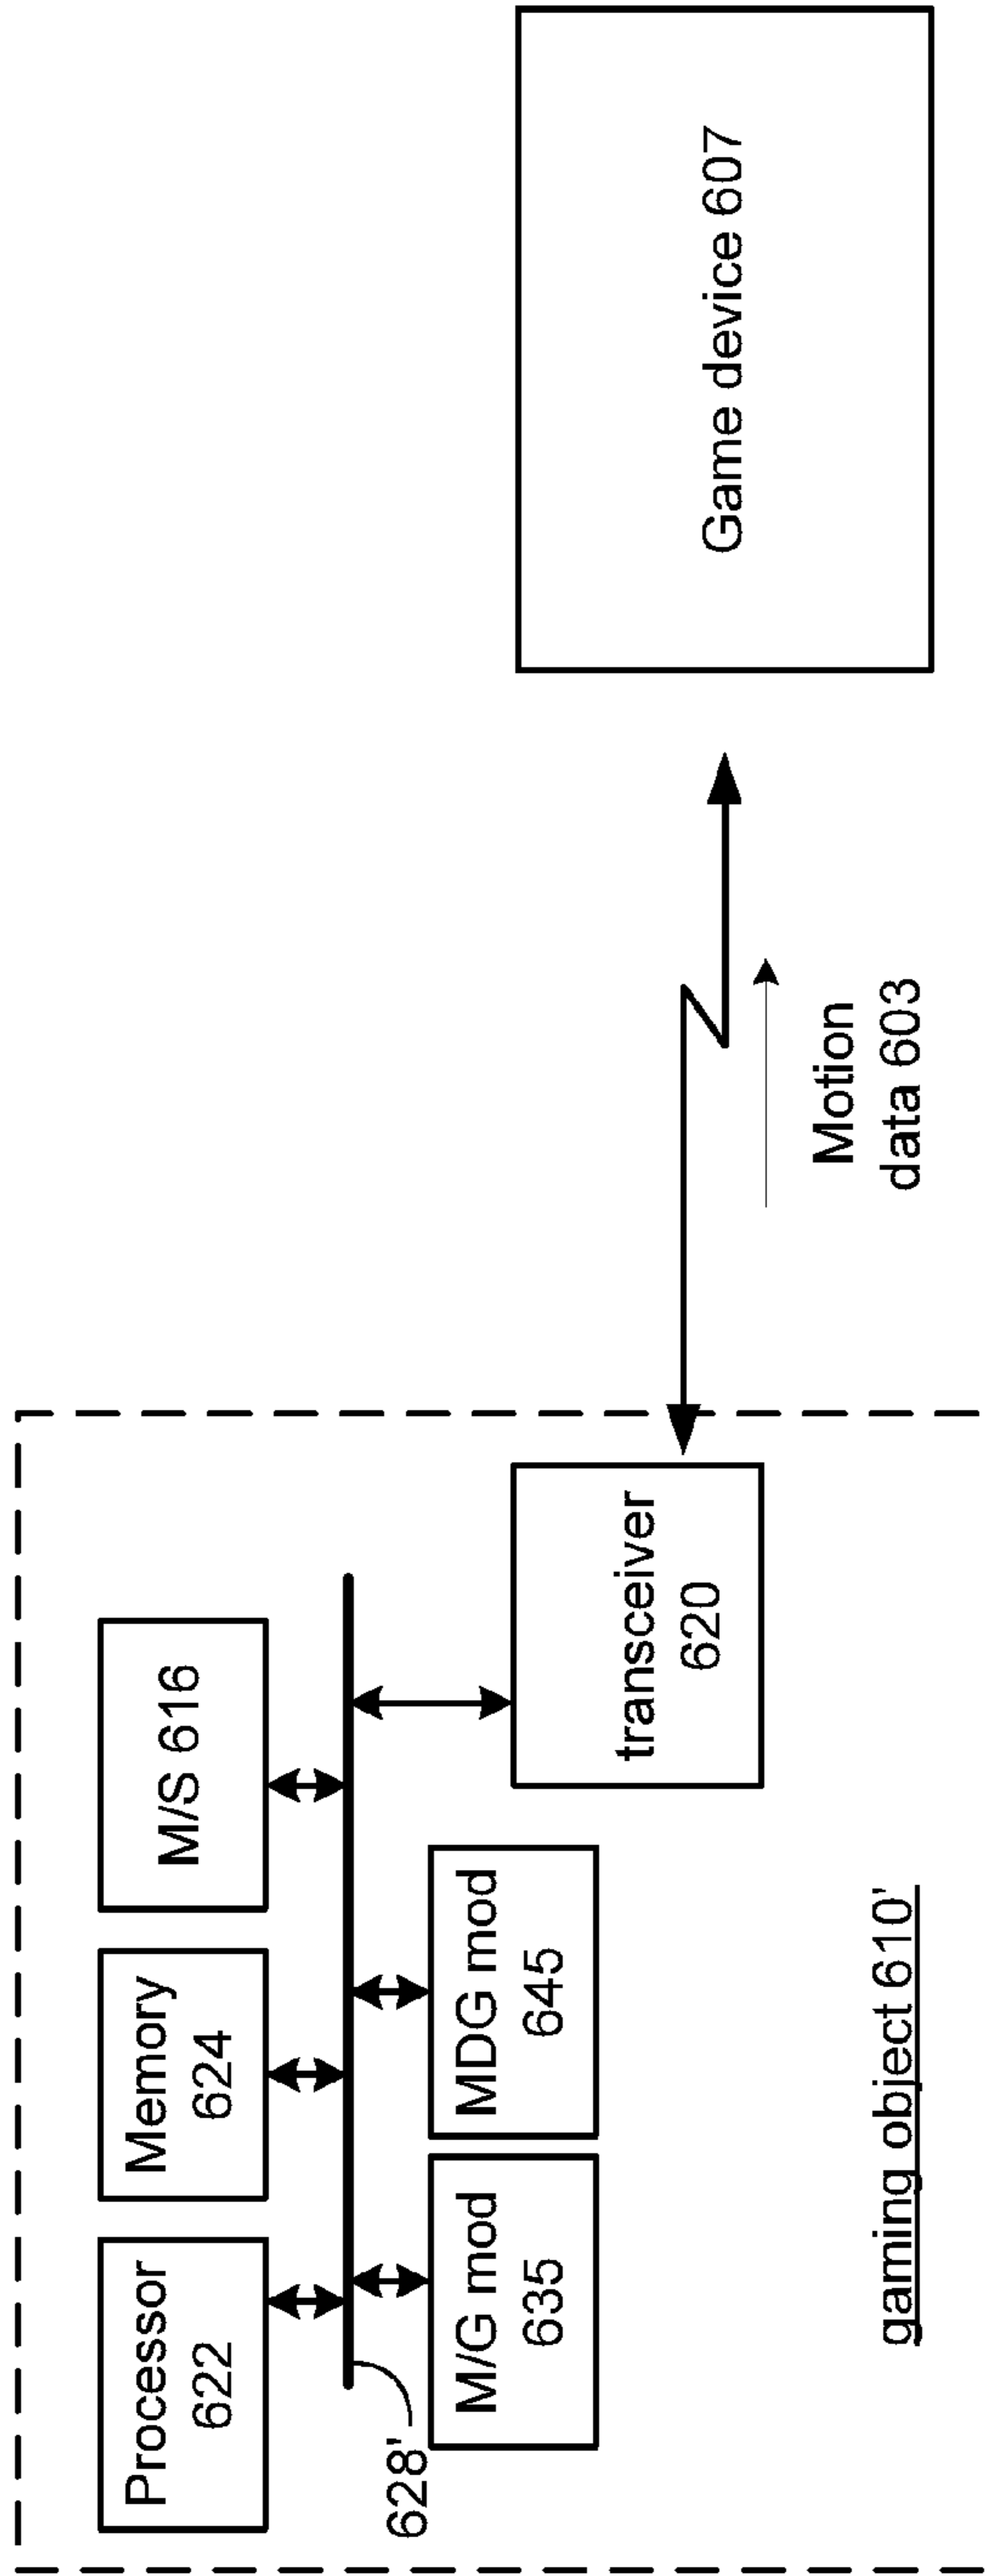 Processor
622
Memory
624
M/S 616
628'
M/G mod
635
MDG mod
645
transceiver
620
gaming object 610'
Motion
data 603
Game device 607